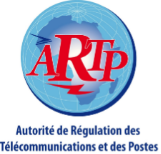 ARTP
Autorité de Régulation des
Télécommunications et des Postes